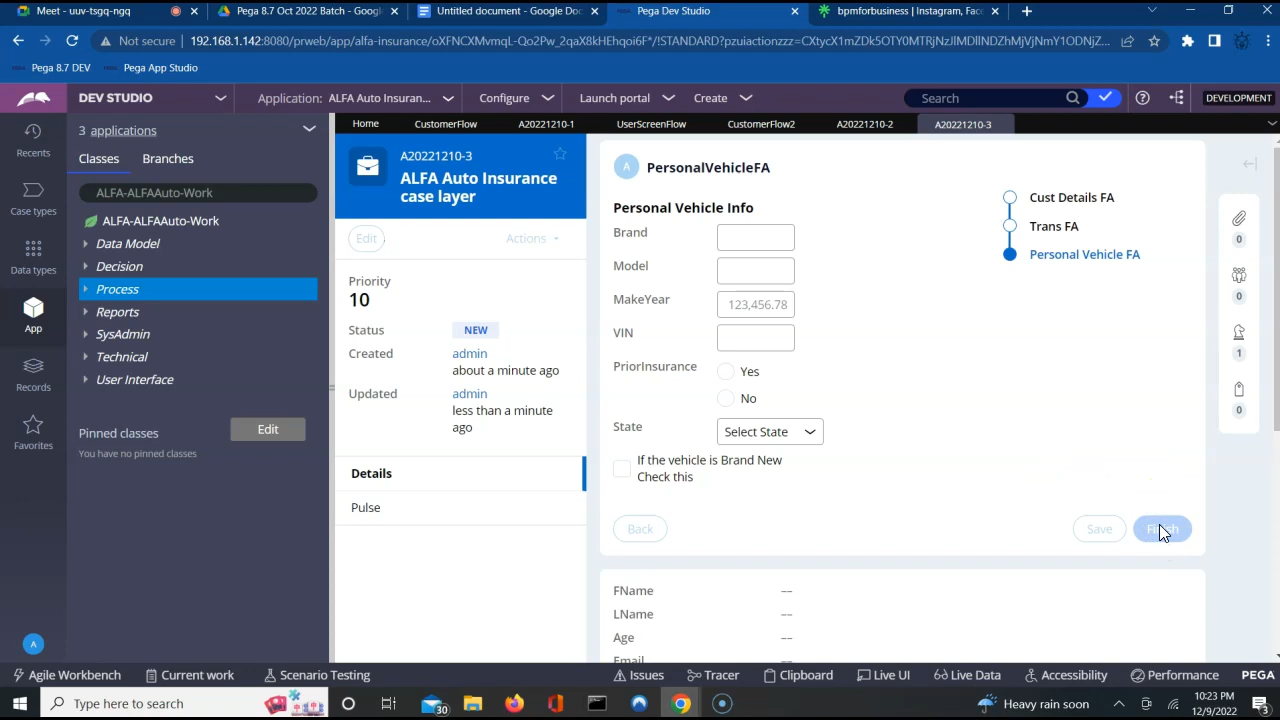 Meet - uuv-tsgq-ngq
Pega 8.7 Oct 2022 Batch - Googl
Untitled document - Google Doc
Pega Dev Studio
bpmforbusiness | Instagram, Fac
Not secure | 192.168.1.142:8080/prweb/app/alfa-insurance/
Pega 8.7 DEV
Pega App Studio
DEV STUDIO
Application: ALFA Auto Insuran...
Configure
Launch portal
Create
Search
DEVELOPMENT
Recents
Case types
Data types
App
Records
Favorites
A
3 applications
Classes
Branches
ALFA-ALFAAuto-Work
ALFA-ALFAAuto-Work
Data Model
Decision
Process
Reports
SysAdmin
Technical
User Interface
Pinned classes
Edit
You have no pinned classes
Home
CustomerFlow
A20221210-1
UserScreenFlow
CustomerFlow2
A20221210-2
A20221210-3
A20221210-3
ALFA Auto Insurance
case layer
Edit
Actions
Priority
10
Status NEW
Created admin
about a minute ago
Updated admin
less than a minute
ago
Details
Pulse
A PersonalVehicleFA
Personal Vehicle Info
Brand
Model
MakeYear 123,456.78
VIN
PriorInsurance Yes
No
State Select State
If the vehicle is Brand New
Check this
Back
Save
Finish
Cust Details FA
Trans FA
Personal Vehicle FA
0
0
1
0
FName --
LName --
Age --
Email
Agile Workbench
Current work
Scenario Testing
Issues
Tracer
Clipboard
Live UI
Live Data
Accessibility
Performance
PEGA
Type here to search
30
Heavy rain soon
10:23 PM
12/9/2022
3